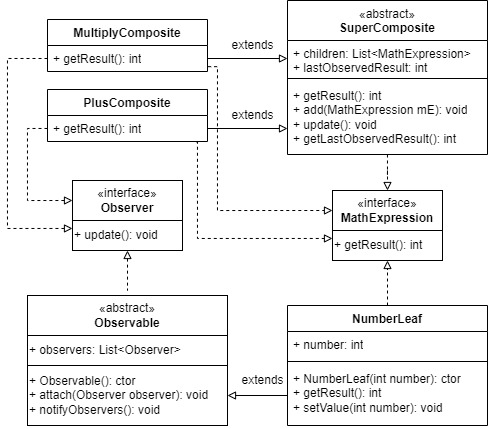 MultiplyComposite
+ getResult(): int
extends
«abstract»
SuperComposite
+ children: List<MathExpression>
+ lastObservedResult: int
+ getResult(): int
+ add(MathExpression mE): void
+ update(): void
+ getLastObservedResult(): int
PlusComposite
+ getResult(): int
extends
«interface»
Observer
+ update(): void
«interface»
MathExpression
+ getResult(): int
«abstract»
Observable
+ observers: List<Observer>
+ Observable(): ctor
+ attach(Observer observer): void
+ notifyObservers(): void
extends
NumberLeaf
+ number: int
+ NumberLeaf(int number): ctor
+ getResult(): int
+ setValue(int number): void